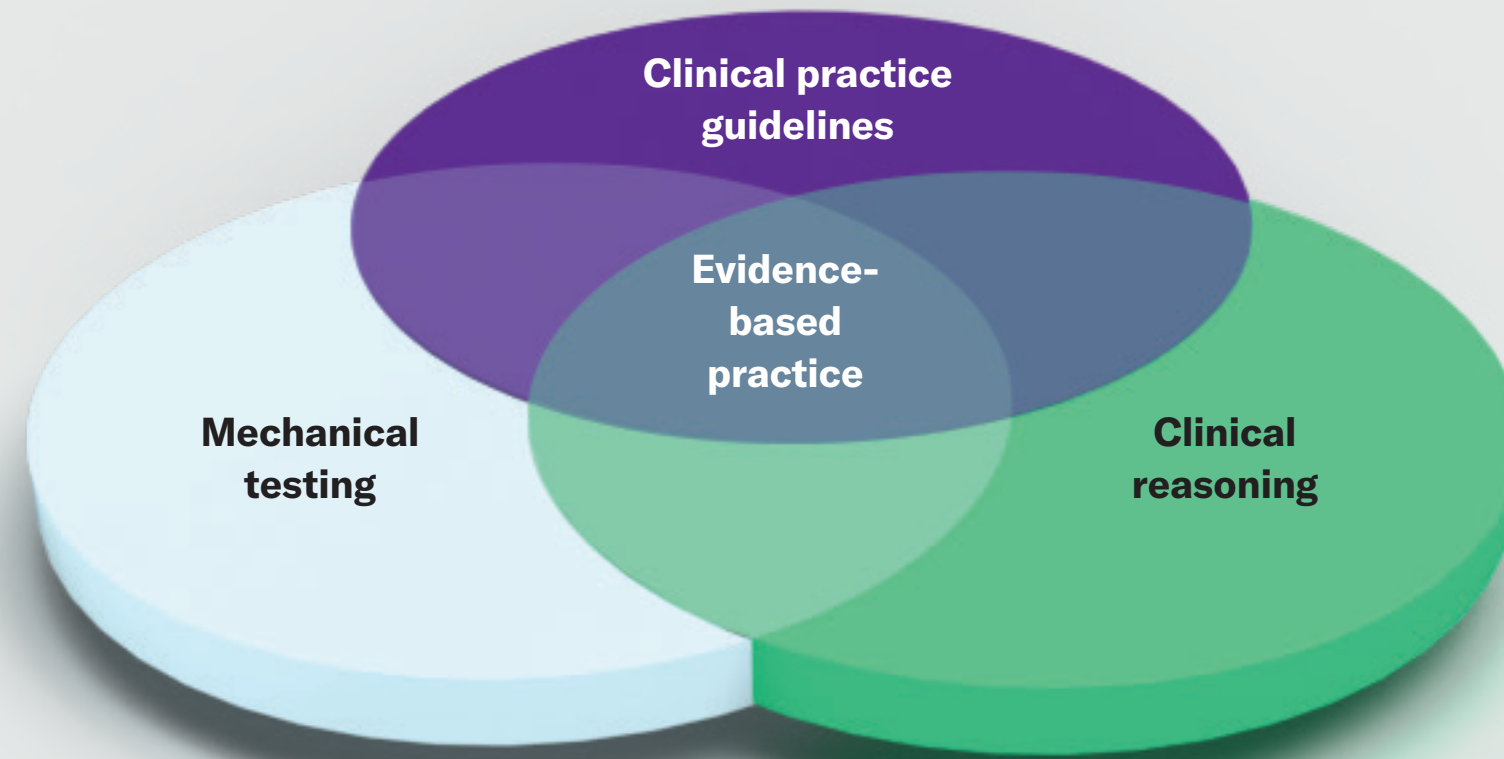 Clinical practice
guidelines
Evidence-
based
practice
Mechanical
testing
Clinical
reasoning